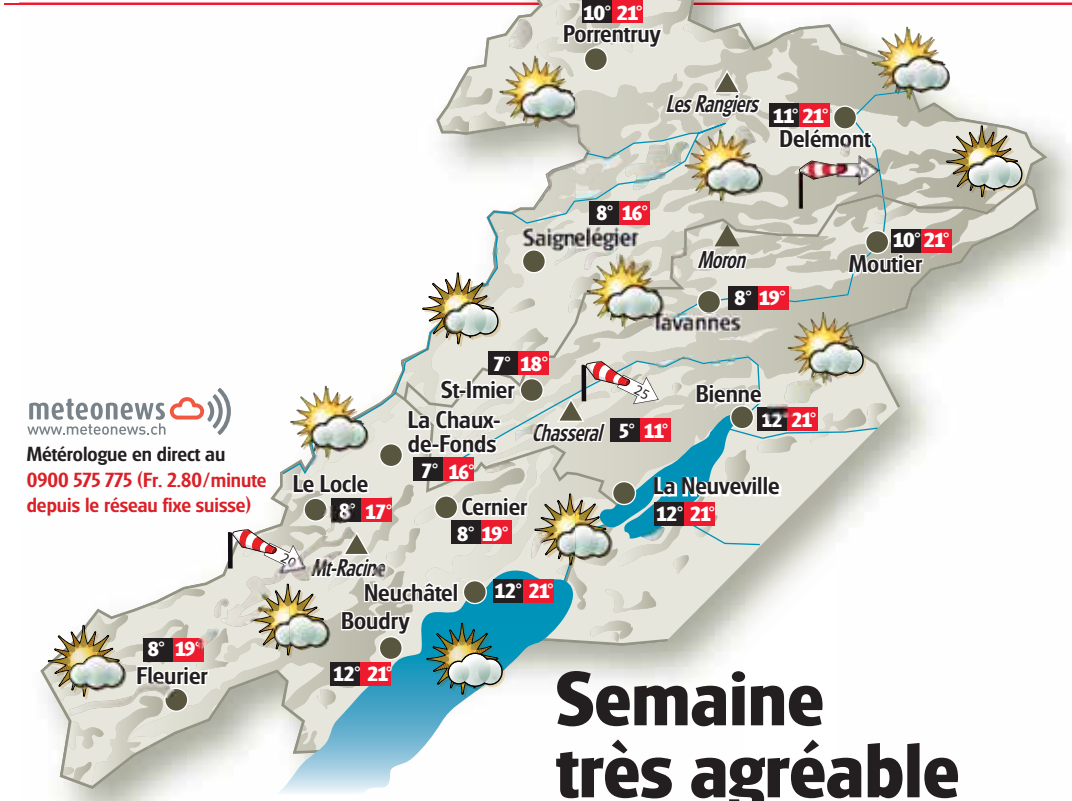 10° 21°
Porrentruy
Les Rangiers
11° 21°
Delémont
20
8° 16°
Saignelégier
Moron
10° 21°
Moutier
8° 19°
Tavannes
7° 18°
St-Imier
25
Chasseral 5° 11°
Bienne
12° 21°
meteonews
www.meteonews.ch
Métérologue en direct au
0900 575 775 (Fr. 2.80/minute
depuis le réseau fixe suisse)
La Chaux-
de-Fonds
7° 16°
Le Locle
8° 17°
Cernier
8° 19°
La Neuveville
12° 21°
20
Mt-Racine
Neuchâtel 12° 21°
Boudry
12° 21°
8° 19°
Fleurier
Semaine
très agréable